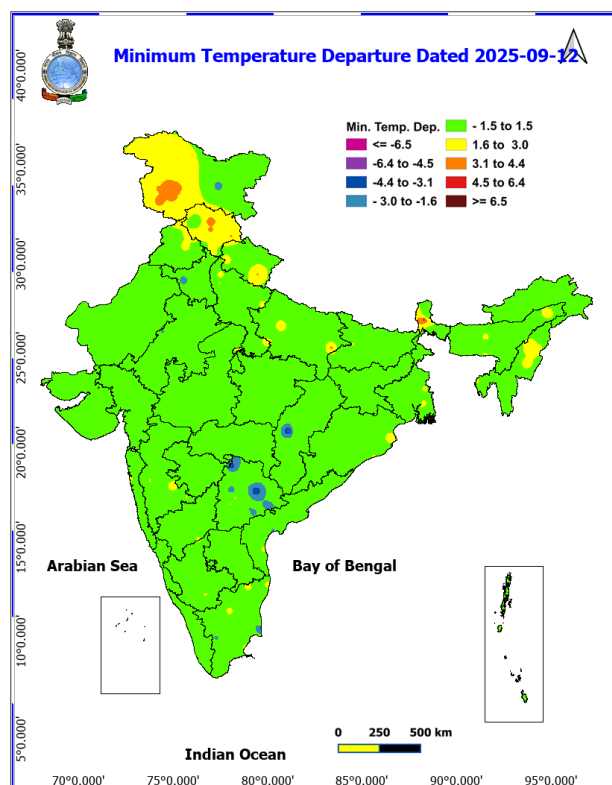 Minimum Temperature Departure Dated 2025-09-12
Min. Temp. Dep.
<= -6.5
-6.4 to -4.5
-4.4 to -3.1
- 3.0 to -1.6
- 1.5 to 1.5
1.6 to 3.0
3.1 to 4.4
4.5 to 6.4
>= 6.5
40°0.000'
35°0.000'
30°0.000'
25°0.000'
20°0.000'
15°0.000'
10°0.000'
5°0.000'
Arabian Sea
Bay of Bengal
Indian Ocean
0 250 500 km
70°0.000' 75°0.000' 80°0.000' 85°0.000' 90°0.000' 95°0.000'